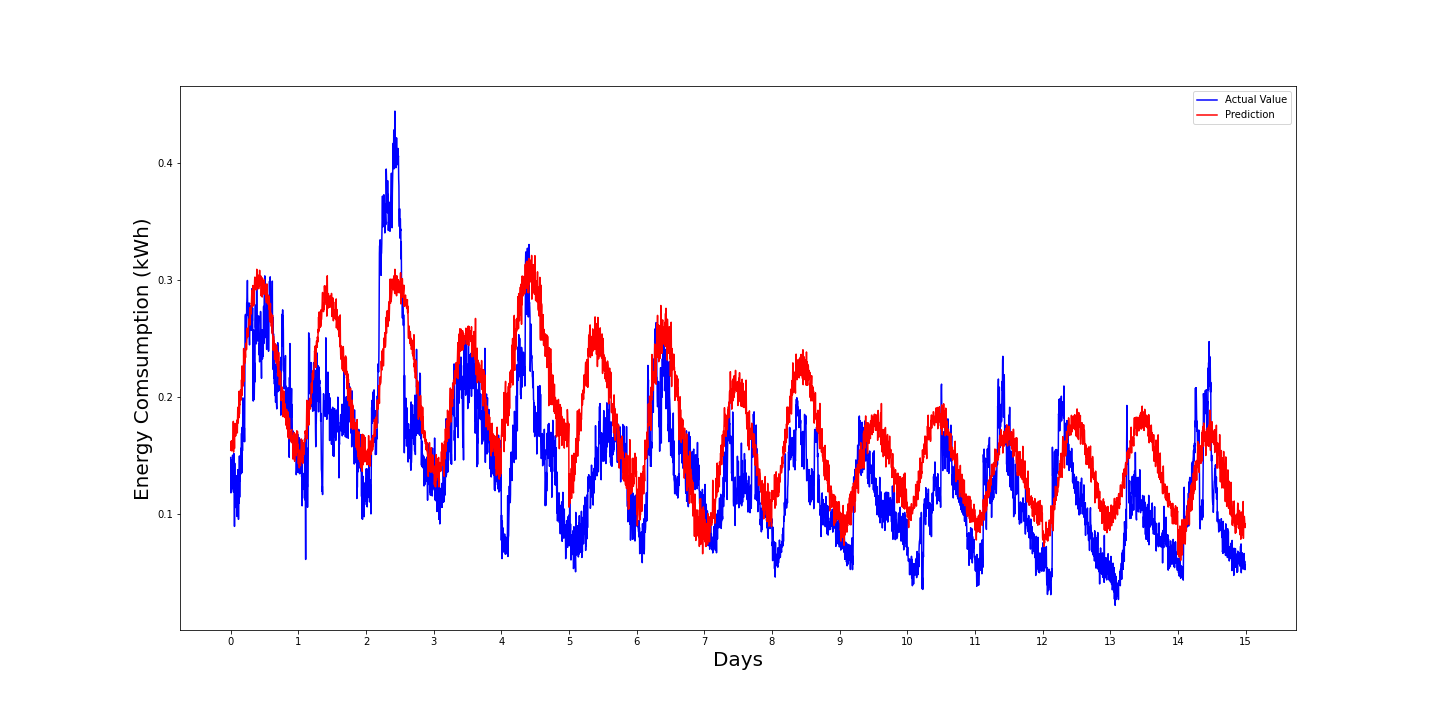 Actual Value
Prediction
Energy Comsumption (kWh)
0.4
0.3
0.2
0.1
0 1 2 3 4 5 6 7 8 9 10 11 12 13 14 15
Days